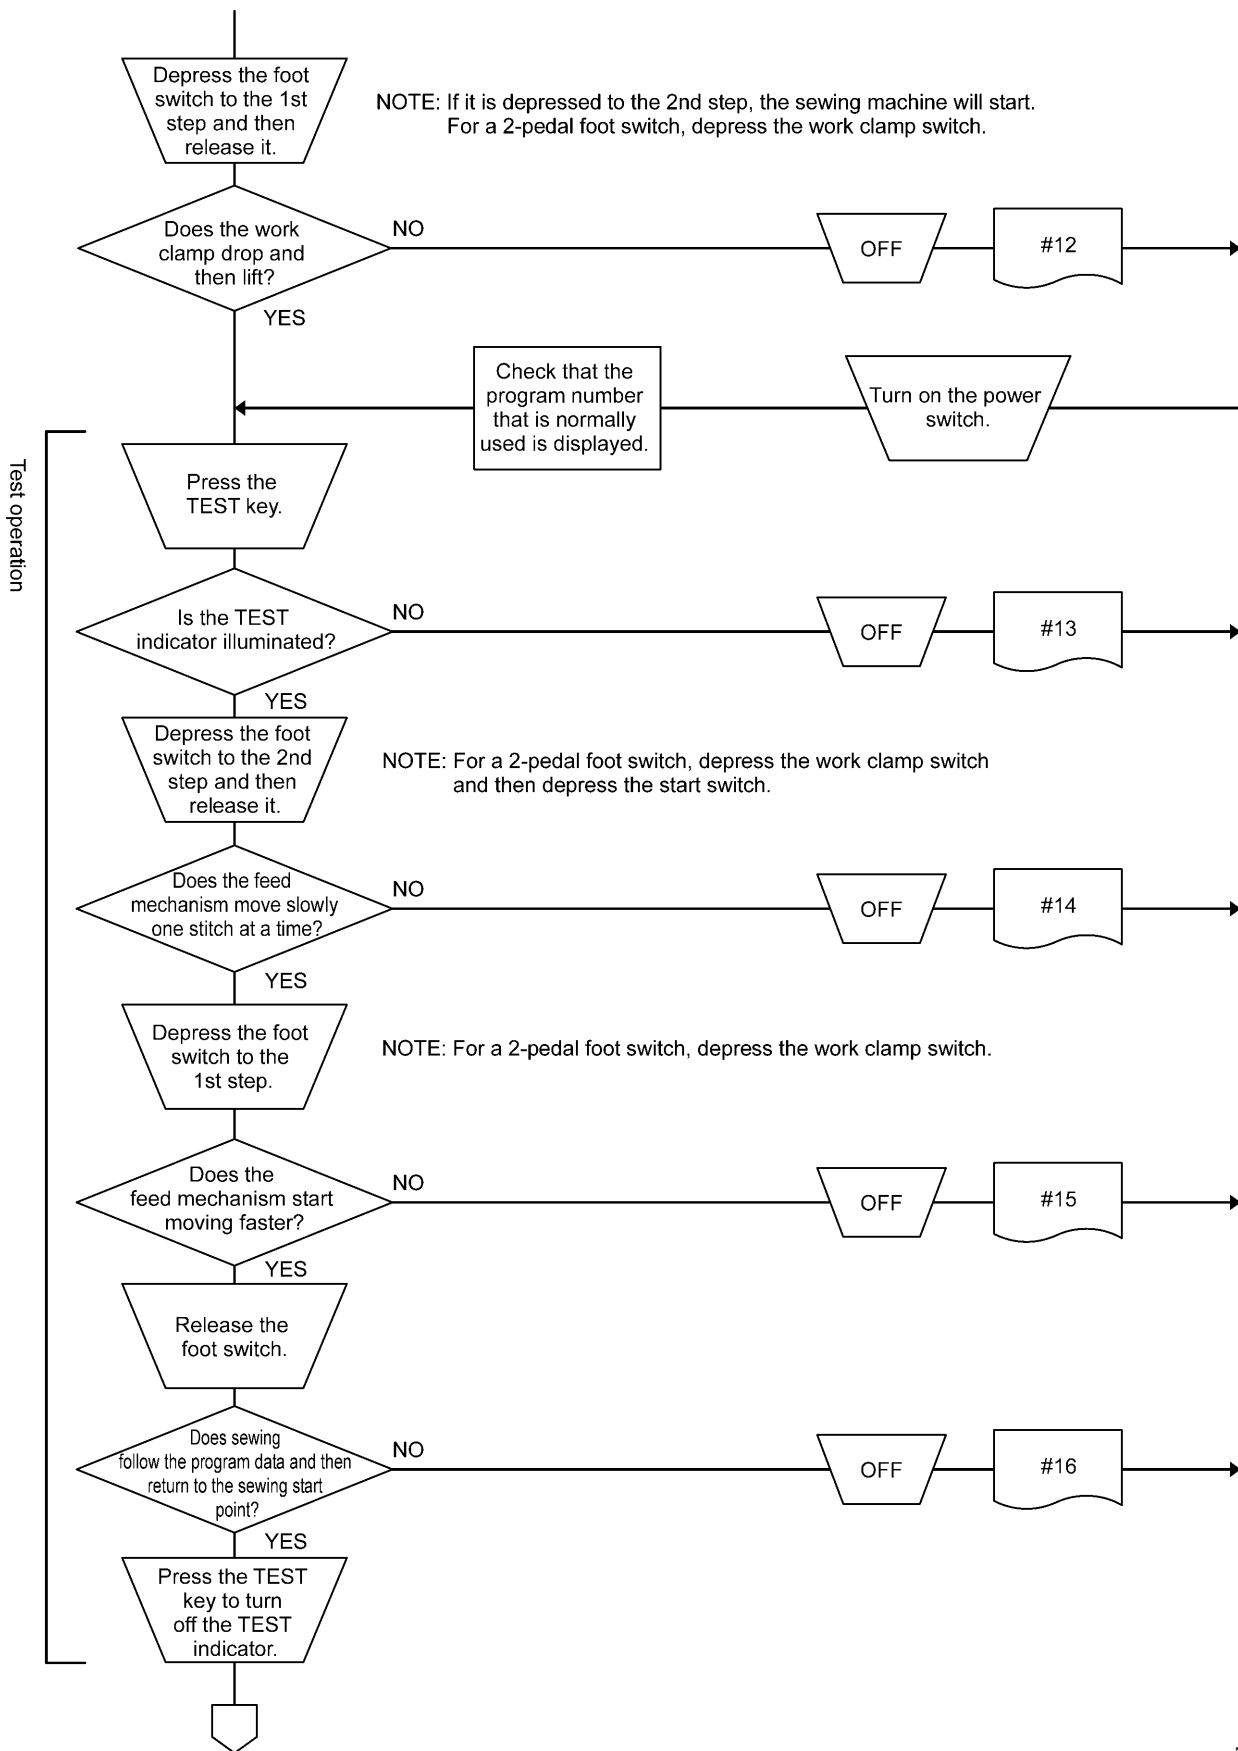 Depress the foot
switch to the 1st
step and then
release it.
NOTE: If it is depressed to the 2nd step, the sewing machine will start.
For a 2-pedal foot switch, depress the work clamp switch.
Does the work
clamp drop and
then lift?
NO
OFF
#12
YES
Check that the
program number
that is normally
used is displayed.
Turn on the power
switch.
Test operation
Press the
TEST key.
Is the TEST
indicator illuminated?
NO
OFF
#13
YES
Depress the foot
switch to the 2nd
step and then
release it.
NOTE: For a 2-pedal foot switch, depress the work clamp switch
and then depress the start switch.
Does the feed
mechanism move slowly
one stitch at a time?
NO
OFF
#14
YES
Depress the foot
switch to the
1st step.
NOTE: For a 2-pedal foot switch, depress the work clamp switch.
Does the
feed mechanism start
moving faster?
NO
OFF
#15
YES
Release the
foot switch.
Does sewing
follow the program data and then
return to the sewing start
point?
NO
OFF
#16
YES
Press the TEST
key to turn
off the TEST
indicator.